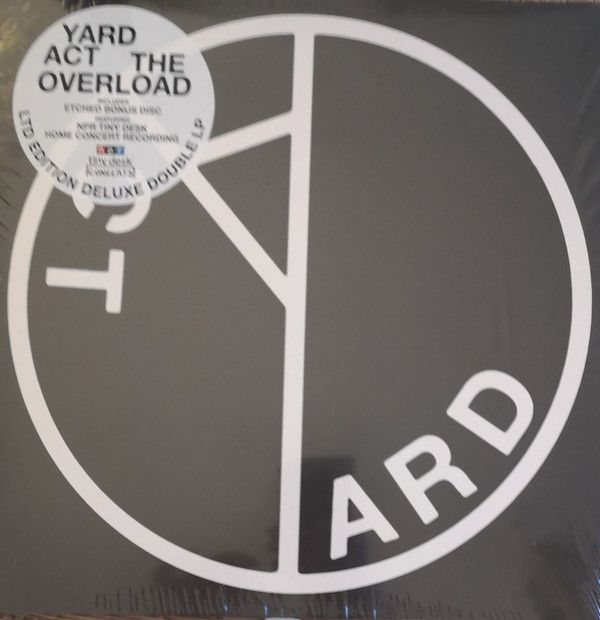 YARD
ACT THE
OVERLOAD
INCLUDES
ETCHED BONUS DISC
FEATURING
NPR TINY DESK
HOME CONCERT RECORDING
npr
tiny desk
CONCERTS
LTD EDITION DELUXE DOUBLE LP
CT
ARD